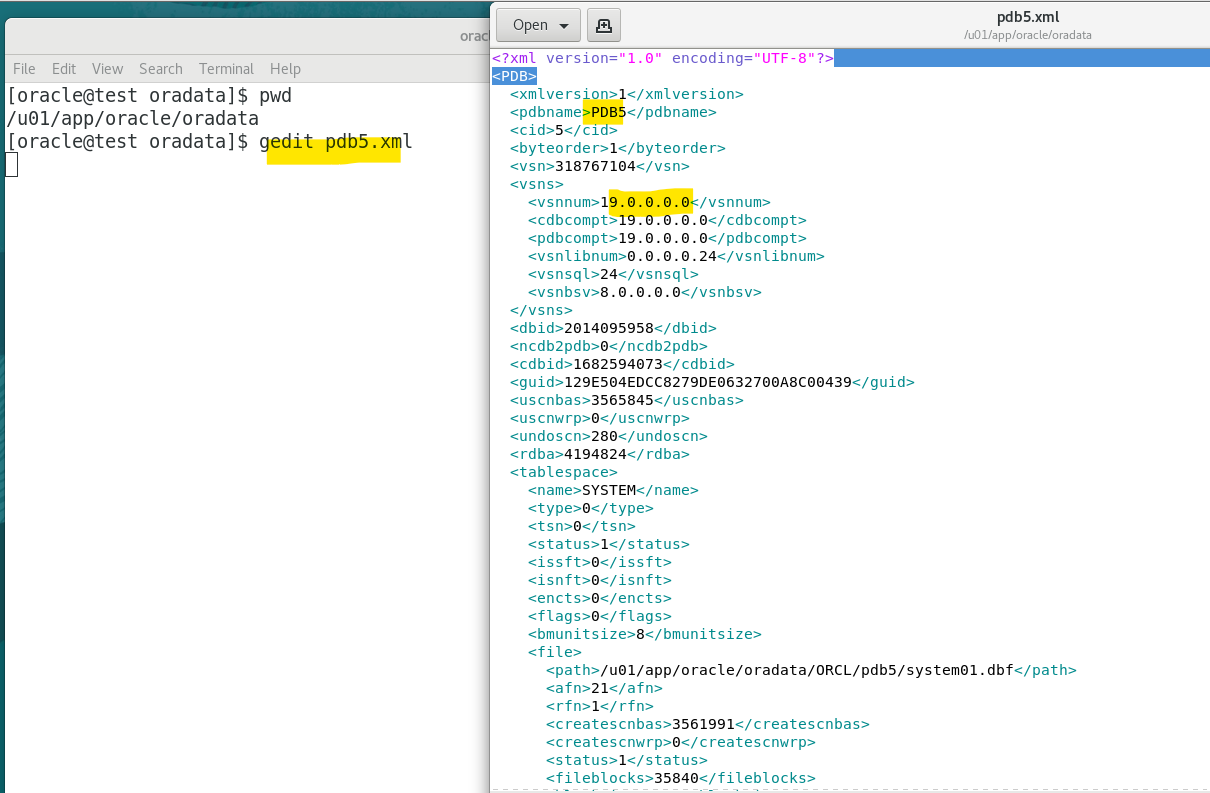 orac
File Edit View Search Terminal Help
[oracle@test oradata]$ pwd
/u01/app/oracle/oradata
[oracle@test oradata]$ gedit pdb5.xml
Open
pdb5.xml
/u01/app/oracle/oradata
<?xml version="1.0" encoding="UTF-8"?>
<PDB>
<xmlversion>1</xmlversion>
<pdbname>PDB5</pdbname>
<cid>5</cid>
<byteorder>1</byteorder>
<vsn>318767104</vsn>
<vsns>
<vsnnum>19.0.0.0.0</vsnnum>
<cdbcompt>19.0.0.0.0</cdbcompt>
<pdbcompt>19.0.0.0.0</pdbcompt>
<vsnlibnum>0.0.0.0.24</vsnlibnum>
<vsnsql>24</vsnsql>
<vsnbsv>8.0.0.0.0</vsnbsv>
</vsns>
<dbid>2014095958</dbid>
<ncdb2pdb>0</ncdb2pdb>
<cdbid>1682594073</cdbid>
<guid>129E504EDCC8279DE0632700A8C00439</guid>
<uscnbas>3565845</uscnbas>
<uscnwrp>0</uscnwrp>
<undoscn>280</undoscn>
<rdba>4194824</rdba>
<tablespace>
<name>SYSTEM</name>
<type>0</type>
<tsn>0</tsn>
<status>1</status>
<issft>0</issft>
<isnft>0</isnft>
<encts>0</encts>
<flags>0</flags>
<bmunitsize>8</bmunitsize>
<file>
<path>/u01/app/oracle/oradata/ORCL/pdb5/system01.dbf</path>
<afn>21</afn>
<rfn>1</rfn>
<createscnbas>3561991</createscnbas>
<createscnwrp>0</createscnwrp>
<status>1</status>
<fileblocks>35840</fileblocks>